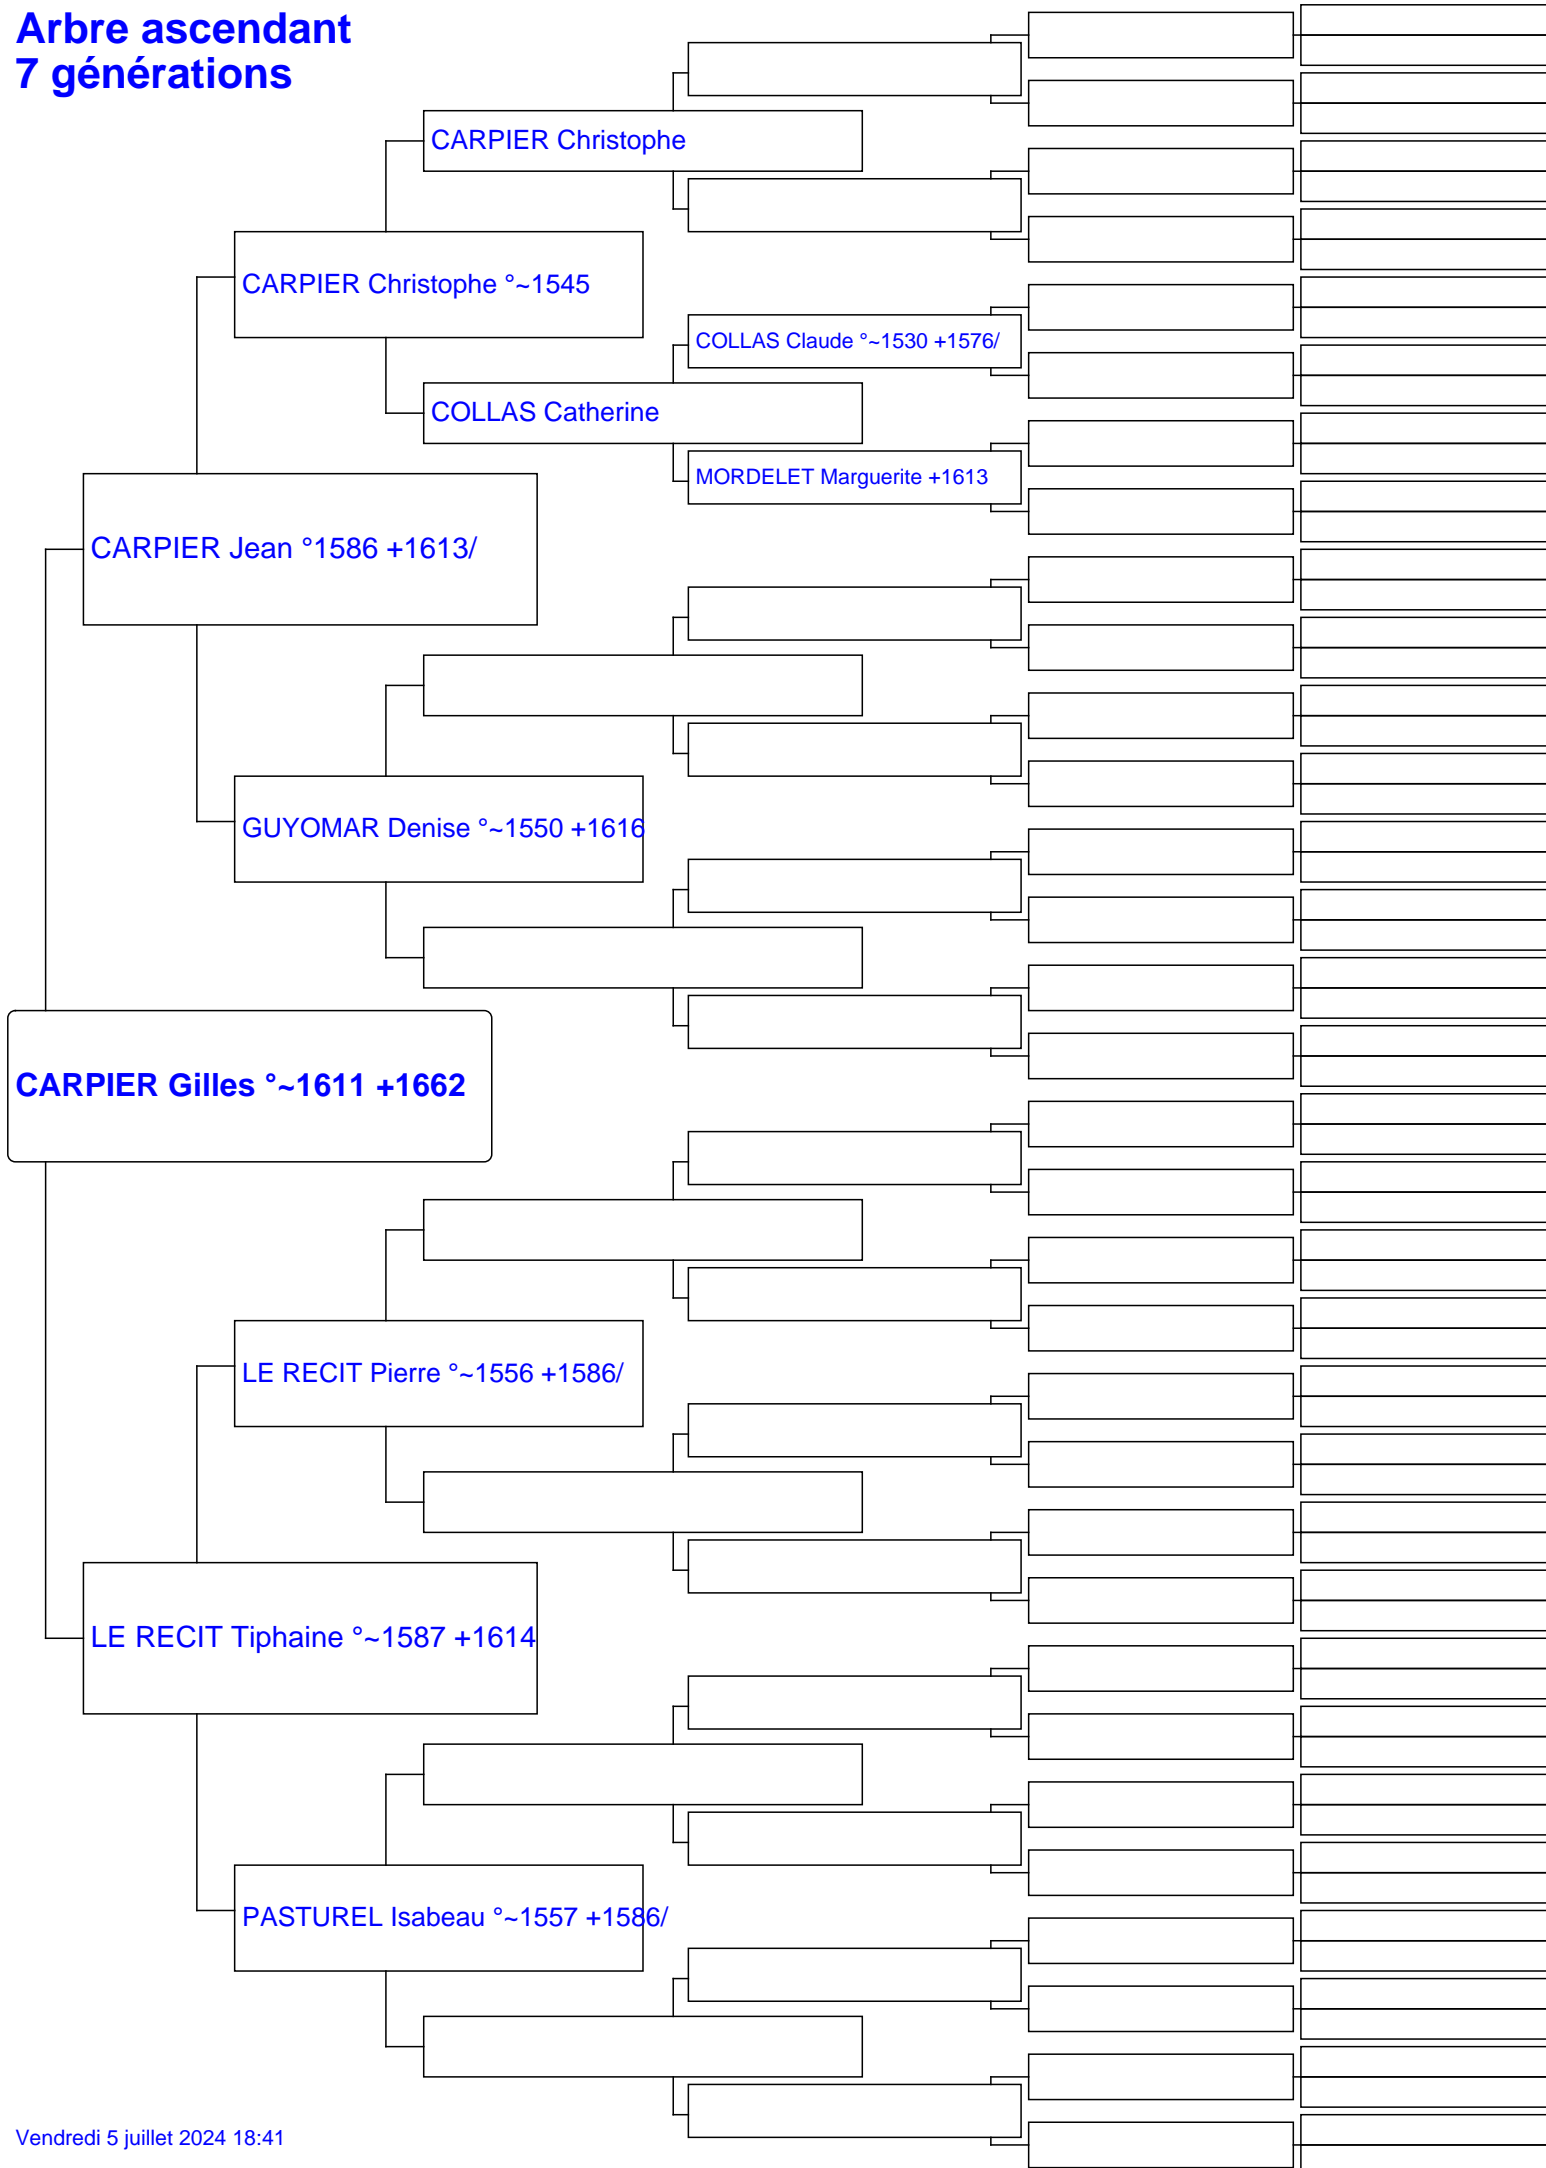 Arbre ascendant
7 générations
CARPIER Christophe
CARPIER Christophe °~1545
COLLAS Claude °~1530 +1576/
COLLAS Catherine
MORDELET Marguerite +1613
CARPIER Jean °1586 +1613/
GUYOMAR Denise °~1550 +1616
CARPIER Gilles °~1611 +1662
LE RECIT Pierre °~1556 +1586/
LE RECIT Tiphaine °~1587 +1614
PASTUREL Isabeau °~1557 +1586/
Vendredi 5 juillet 2024 18:41